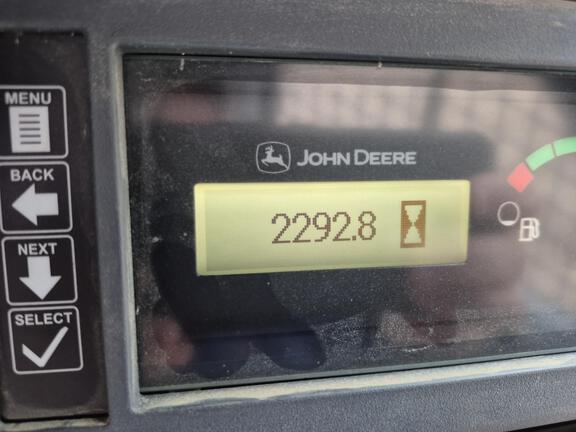 MENU
BACK
NEXT
SELECT
JOHN DEERE
2292.8